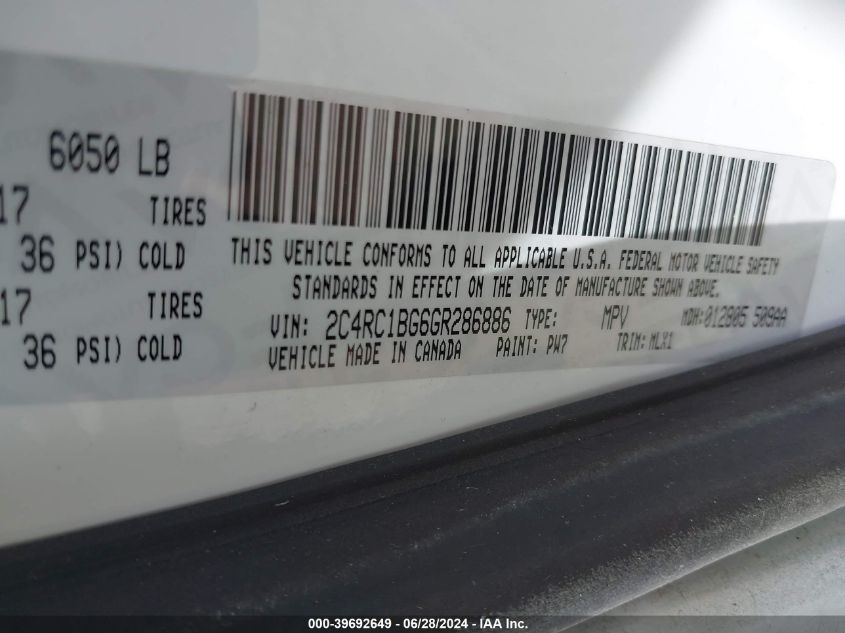 6050 LB
17 TIRES
36 PSI) COLD
17 TIRES
36 PSI) COLD
THIS VEHICLE CONFORMS TO ALL APPLICABLE U.S.A. FEDERAL MOTOR VEHICLE SAFETY
STANDARDS IN EFFECT ON THE DATE OF MANUFACTURE SHOWN ABOVE.
VIN: 2C4RC1BG6GR286886 TYPE: MPV MDH:012805 509AA
VEHICLE MADE IN CANADA PAINT: PW7 TRIM: MLX1
000-39692649 / 06/28/2024 - IAA Inc.